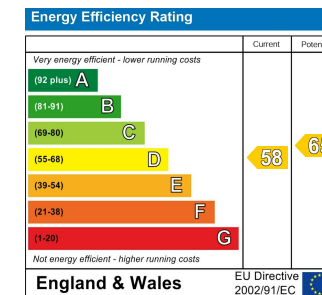 Energy Efficiency Rating
Current
Very energy efficient - lower running costs
(92 plus) A
(81-91) B
(69-80) C
(55-68) D
58
(39-54) E
(21-38) F
(1-20) G
Not energy efficient - higher running costs
England & Wales
EU Directive
2002/91/EC